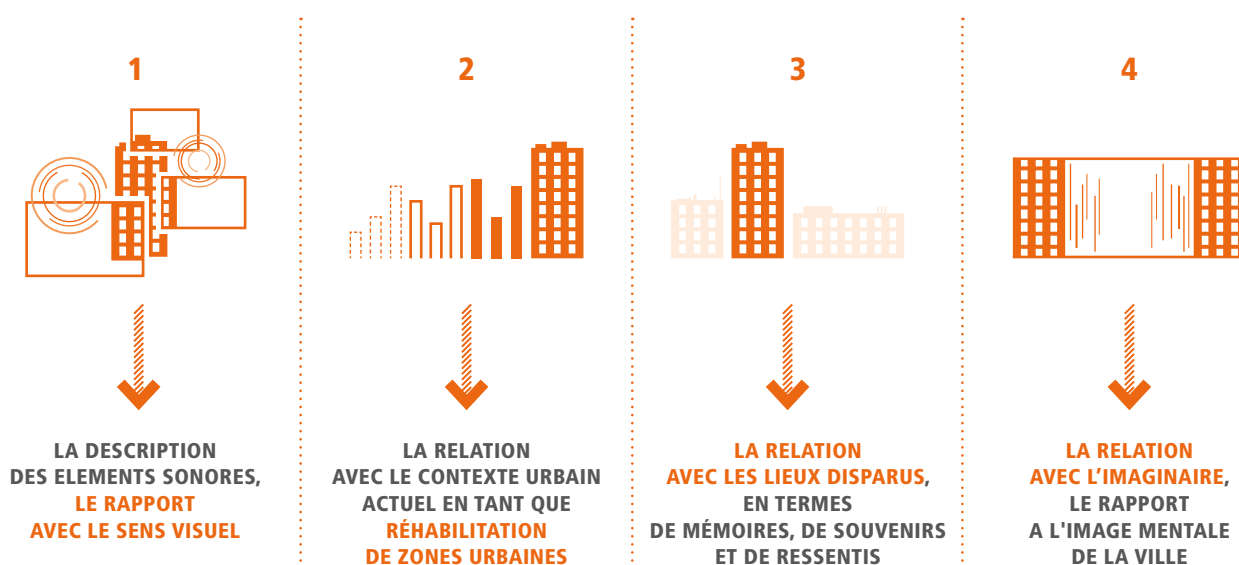 1
LA DESCRIPTION
DES ELEMENTS SONORES,
LE RAPPORT
AVEC LE SENS VISUEL
2
LA RELATION
AVEC LE CONTEXTE URBAIN
ACTUEL EN TANT QUE
RÉHABILITATION
DE ZONES URBAINES
3
LA RELATION
AVEC LES LIEUX DISPARUS,
EN TERMES
DE MÉMOIRES, DE SOUVENIRS
ET DE RESSENTIS
4
LA RELATION
AVEC L’IMAGINAIRE,
LE RAPPORT
A L'IMAGE MENTALE
DE LA VILLE